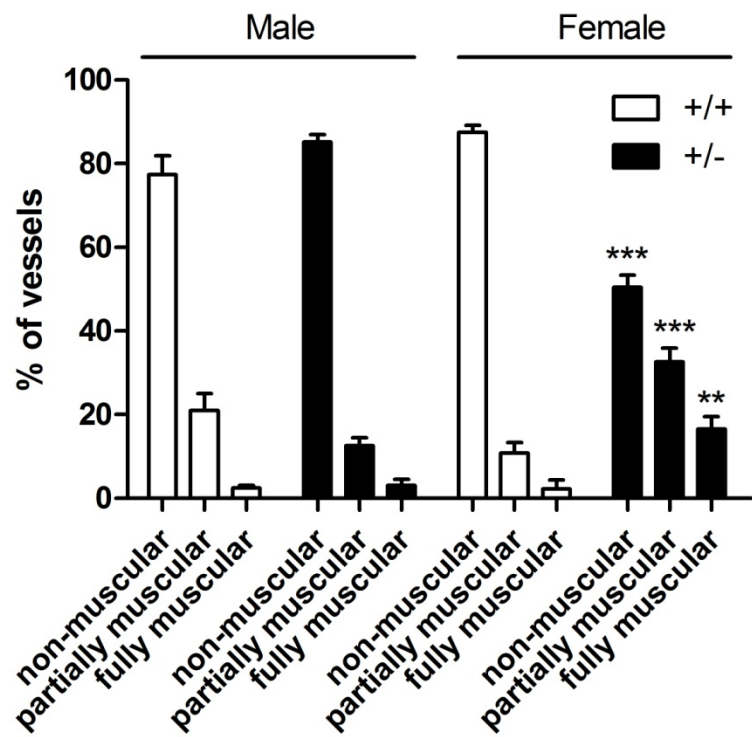 Male
Female
100
80
60
40
20
0
% of vessels
+/+
+/-
***
***
**
non-muscular
partially muscular
fully muscular
non-muscular
partially muscular
fully muscular
non-muscular
partially muscular
fully muscular
non-muscular
partially muscular
fully muscular